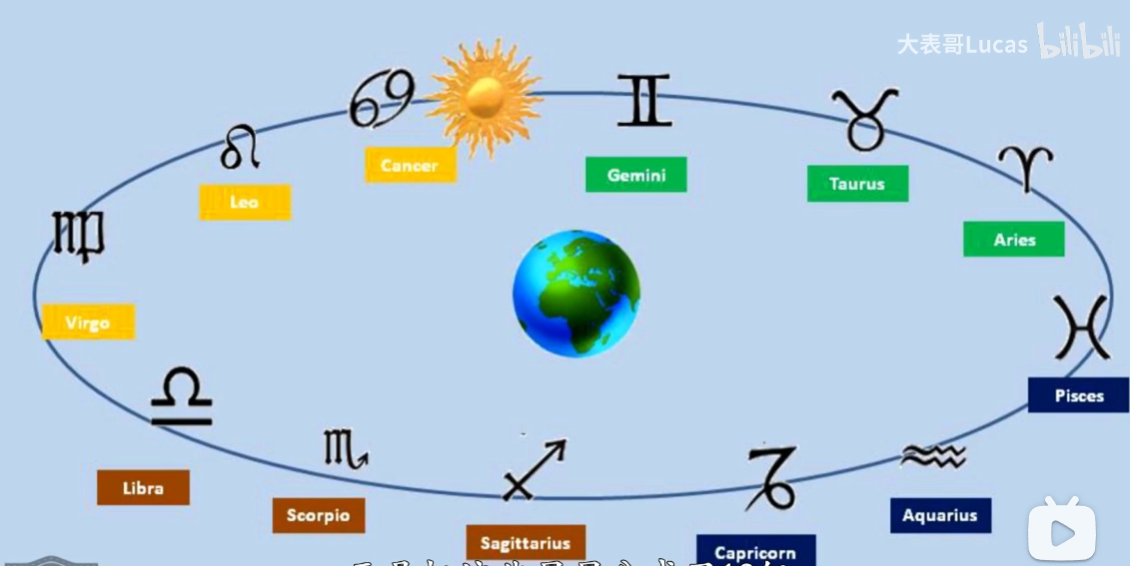 大表哥Lucas bilibili
Cancer
Gemini
Taurus
Leo
Aries
Virgo
Pisces
Libra
Scorpio
Aquarius
Sagittarius
Capricorn